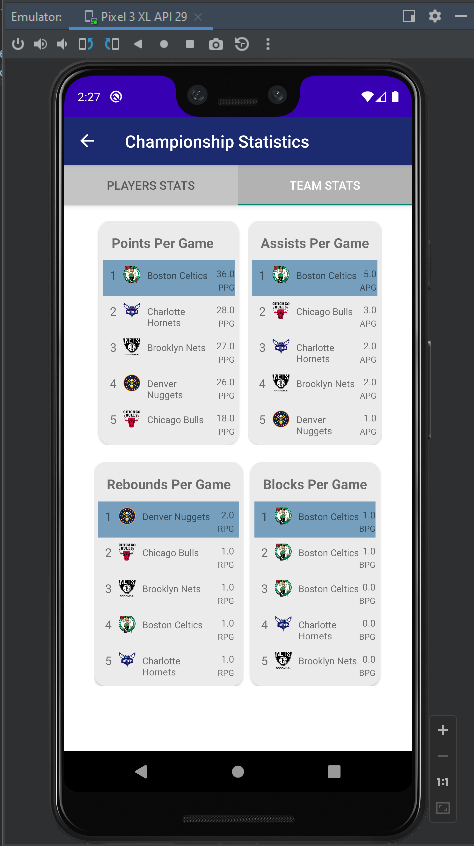 Emulator: Pixel 3 XL API 29
2:27
Championship Statistics
PLAYERS STATS TEAM STATS
Points Per Game
1 Boston Celtics 36.0
PPG
2 Charlotte 28.0
Hornets PPG
3 Brooklyn Nets 27.0
PPG
4 Denver 26.0
Nuggets PPG
5 Chicago Bulls 18.0
PPG
Assists Per Game
1 Boston Celtics 5.0
APG
2 Chicago Bulls 3.0
APG
3 Charlotte 2.0
Hornets APG
4 Brooklyn Nets 2.0
APG
5 Denver 1.0
Nuggets APG
Rebounds Per Game
1 Denver Nuggets 2.0
RPG
2 Chicago Bulls 1.0
RPG
3 Brooklyn Nets 1.0
RPG
4 Boston Celtics 1.0
RPG
5 Charlotte 1.0
Hornets RPG
Blocks Per Game
1 Boston Celtics 1.0
BPG
2 Boston Celtics 1.0
BPG
3 Boston Celtics 0.0
BPG
4 Charlotte 0.0
Hornets BPG
5 Brooklyn Nets 0.0
BPG
1:1